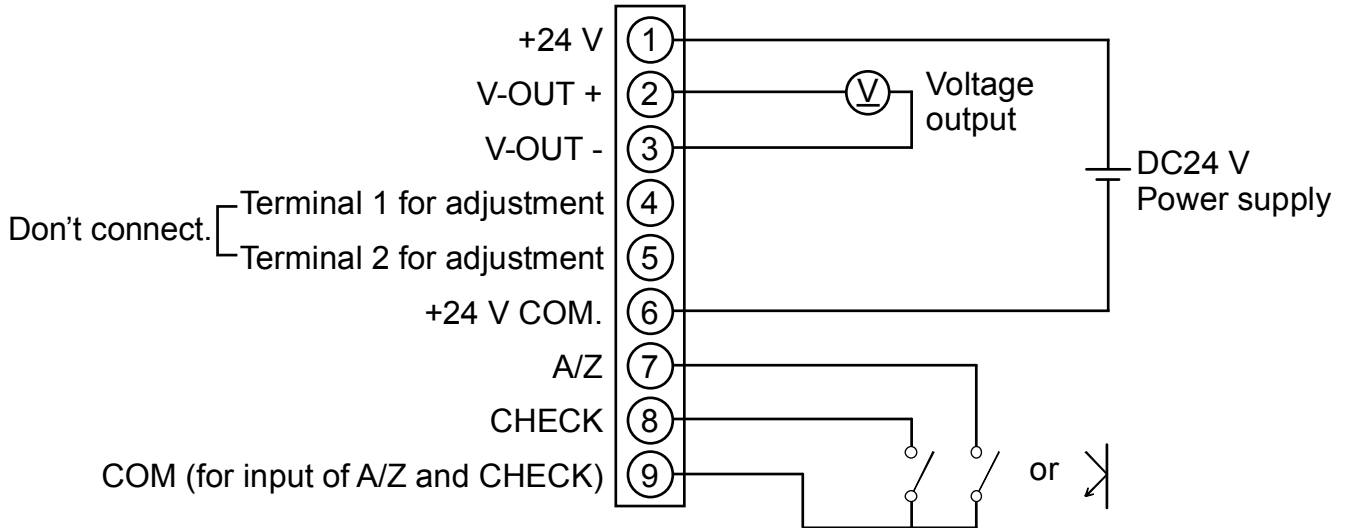 +24 V 1
V-OUT + 2 V Voltage
output
V-OUT - 3
DC24 V
Power supply
Don’t connect.
Terminal 1 for adjustment 4
Terminal 2 for adjustment 5
+24 V COM. 6
A/Z 7
CHECK 8
COM (for input of A/Z and CHECK) 9
or